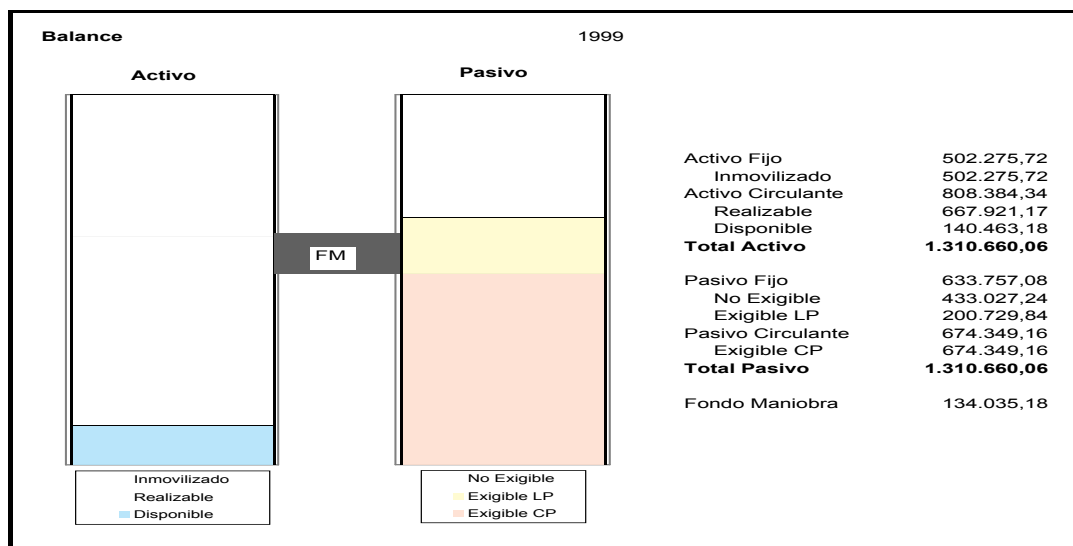 Balance 1999
Activo Pasivo
FM
Activo Fijo 502.275,72
Inmovilizado 502.275,72
Activo Circulante 808.384,34
Realizable 667.921,17
Disponible 140.463,18
Total Activo 1.310.660,06
Pasivo Fijo 633.757,08
No Exigible 433.027,24
Exigible LP 200.729,84
Pasivo Circulante 674.349,16
Exigible CP 674.349,16
Total Pasivo 1.310.660,06
Fondo Maniobra 134.035,18
Inmovilizado
Realizable
Disponible
No Exigible
Exigible LP
Exigible CP